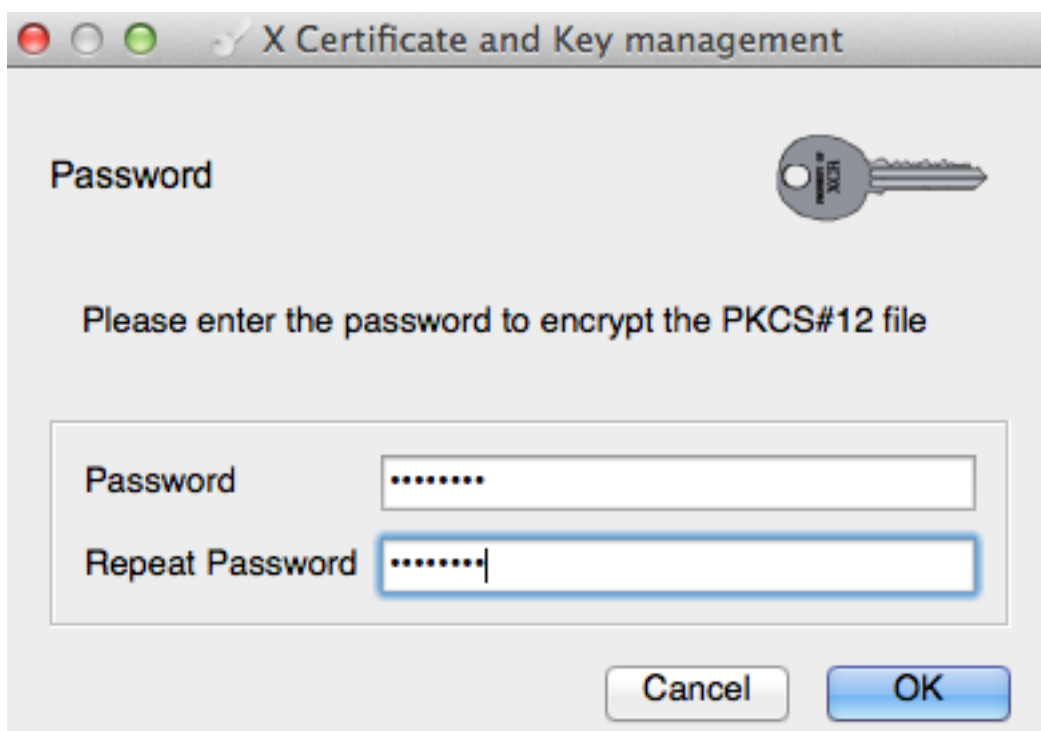 X Certificate and Key management
Password
Please enter the password to encrypt the PKCS#12 file
Password ••••••••
Repeat Password ••••••••
Cancel OK